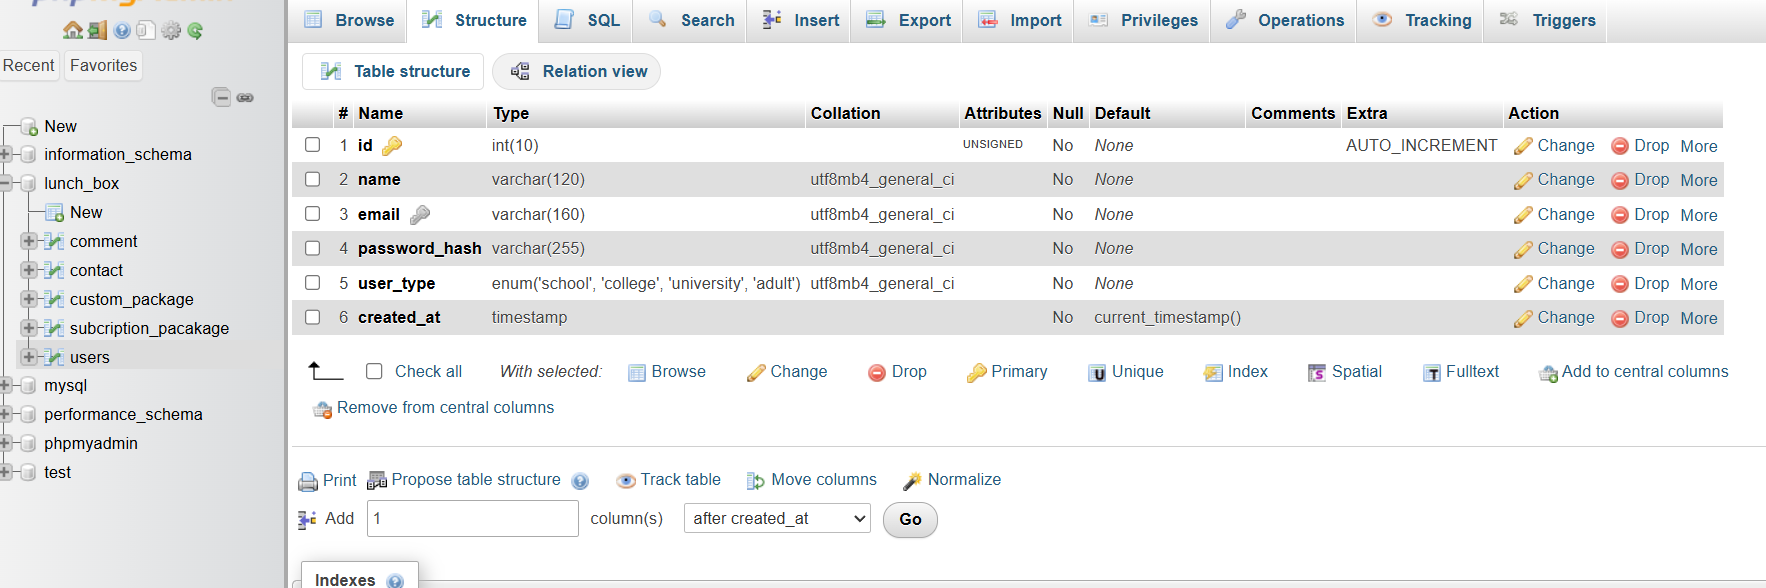 Browse Structure SQL Search Insert Export Import Privileges Operations Tracking Triggers
Recent Favorites
Table structure Relation view
# Name Type Collation Attributes Null Default Comments Extra Action
1 id int(10) UNSIGNED No None AUTO_INCREMENT Change Drop More
2 name varchar(120) utf8mb4_general_ci No None Change Drop More
3 email varchar(160) utf8mb4_general_ci No None Change Drop More
4 password_hash varchar(255) utf8mb4_general_ci No None Change Drop More
5 user_type enum('school', 'college', 'university', 'adult') utf8mb4_general_ci No None Change Drop More
6 created_at timestamp No current_timestamp() Change Drop More
New
information_schema
lunch_box
New
comment
contact
custom_package
subcription_pacakage
users
mysql
performance_schema
phpmyadmin
test
Check all With selected: Browse Change Drop Primary Unique Index Spatial Fulltext Add to central columns
Remove from central columns
Print Propose table structure Track table Move columns Normalize
Add 1 column(s) after created_at Go
Indexes